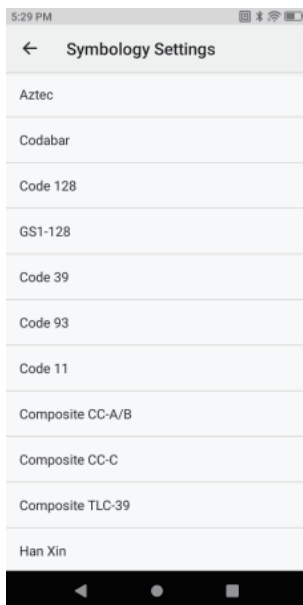 5:29 PM
Symbology Settings
Aztec
Codabar
Code 128
GS1-128
Code 39
Code 93
Code 11
Composite CC-A/B
Composite CC-C
Composite TLC-39
Han Xin